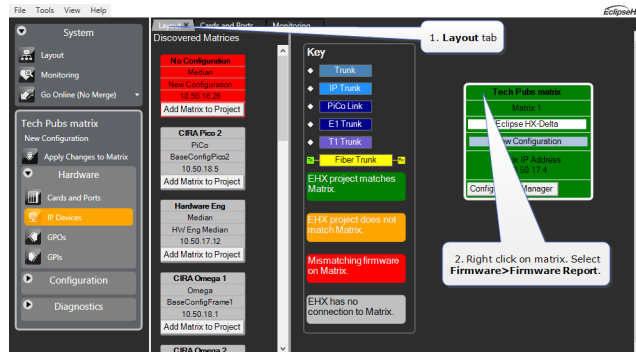 File Tools View Help
EclipseH
System
Layout
Monitoring
Go Online (No Merge)
Tech Pubs matrix
New Configuration
Apply Changes to Matrix
Hardware
Cards and Ports
IP Devices
GPOs
GPIs
Configuration
Diagnostics
Layout Cards and Ports Monitoring
Discovered Matrices
No Configuration
Median
New Configuration
10.50.16.26
Add Matrix to Project
CIRA Pico 2
PiCo
BaseConfigPico2
10.50.18.5
Add Matrix to Project
Hardware Eng
Median
HW Eng Median
10.50.17.12
Add Matrix to Project
CIRA Omega 1
Omega
BaseConfigFrame1
10.50.18.1
Add Matrix to Project
CIRA Omega 2
Key
Trunk
IP Trunk
PiCo Link
E1 Trunk
T1 Trunk
Fiber Trunk
EHX project matches
Matrix.
EHX project does not
match Matrix.
Mismatching firmware
on Matrix.
EHX has no
connection to Matrix.
1. Layout tab
Tech Pubs matrix
Matrix 1
Eclipse HX-Delta
New Configuration
IP Address
50.17.4
Manager
2. Right click on matrix. Select
Firmware>Firmware Report.